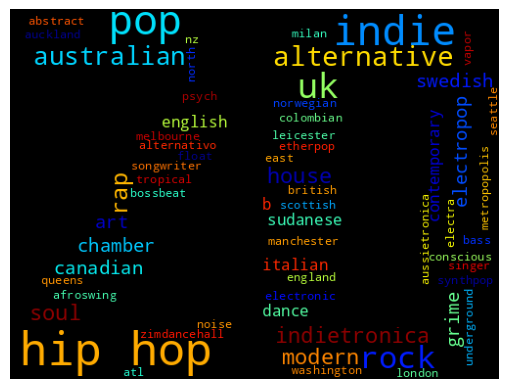 abstract
pop
indie
auckland
nz
milan
vapor
australian
north
alternative
uk
swedish
psych
norwegian
seattle
english
colombian
contemporary
electropop
melbourne
leicester
alternativo
etherpop
float
east
metropopolis
songwriter
house
rap
tropical
bossbeat
british
b
scottish
aussietronica
electra
art
sudanese
chamber
manchester
bass
canadian
italian
conscious
singer
queens
england
synthpop
afroswing
electronic
soul
dance
grime
underground
noise
zimdancehall
indietronica
hip hop
modern
rock
atl
washington
london